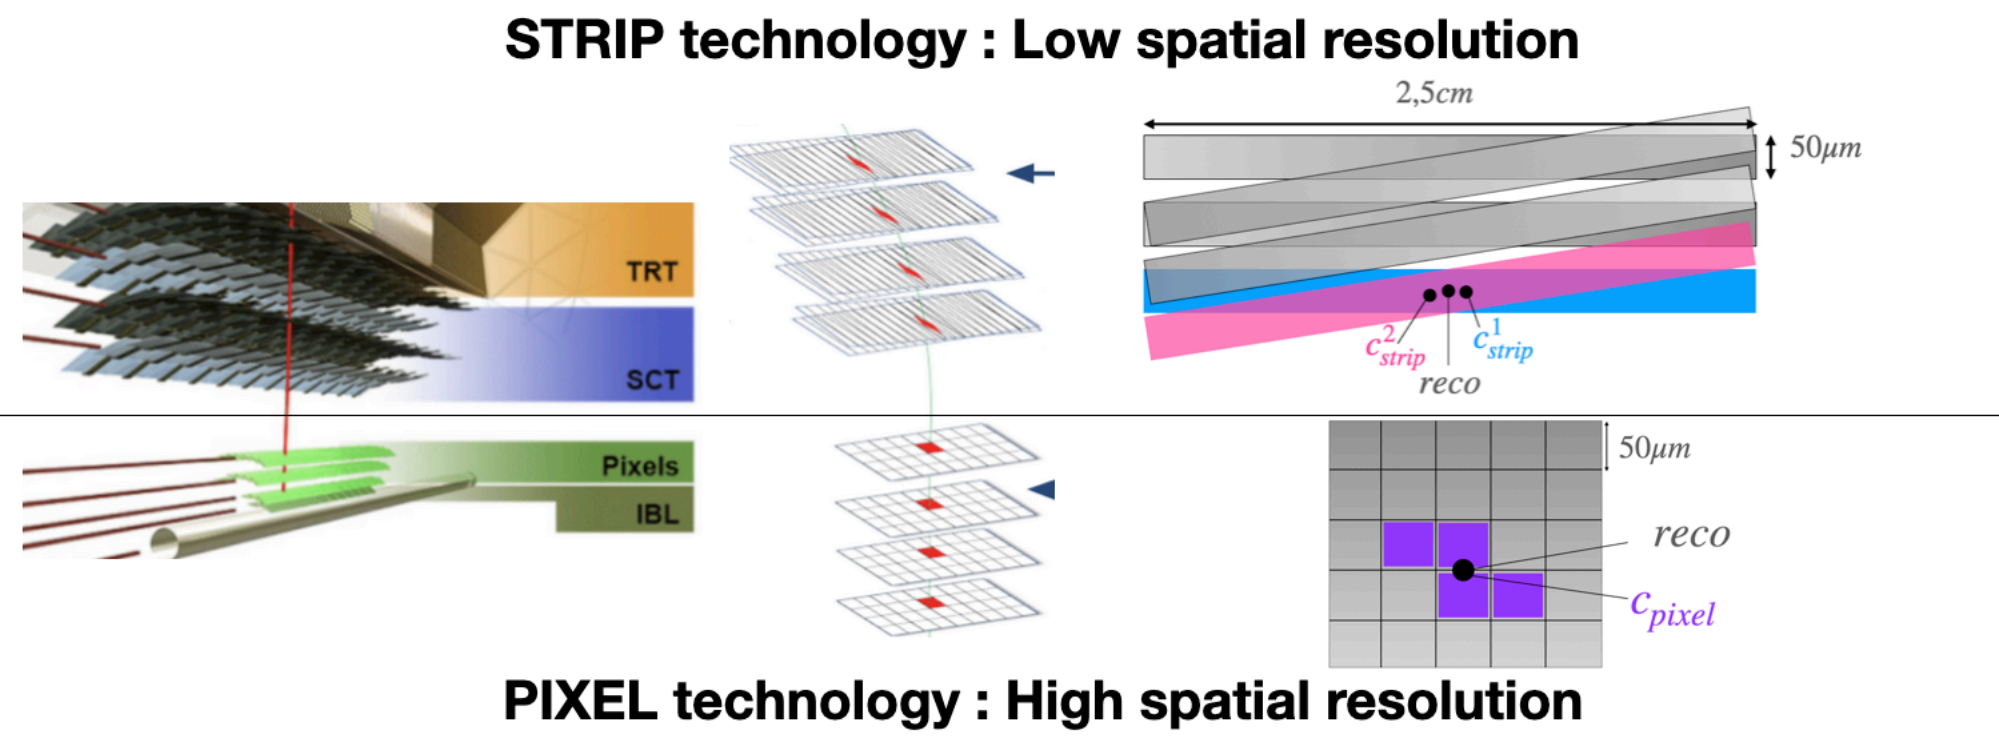 STRIP technology : Low spatial resolution
2,5cm
50μm
TRT
SCT
c²strip
c¹strip
reco
Pixels
IBL
50μm
reco
cpixel
PIXEL technology : High spatial resolution